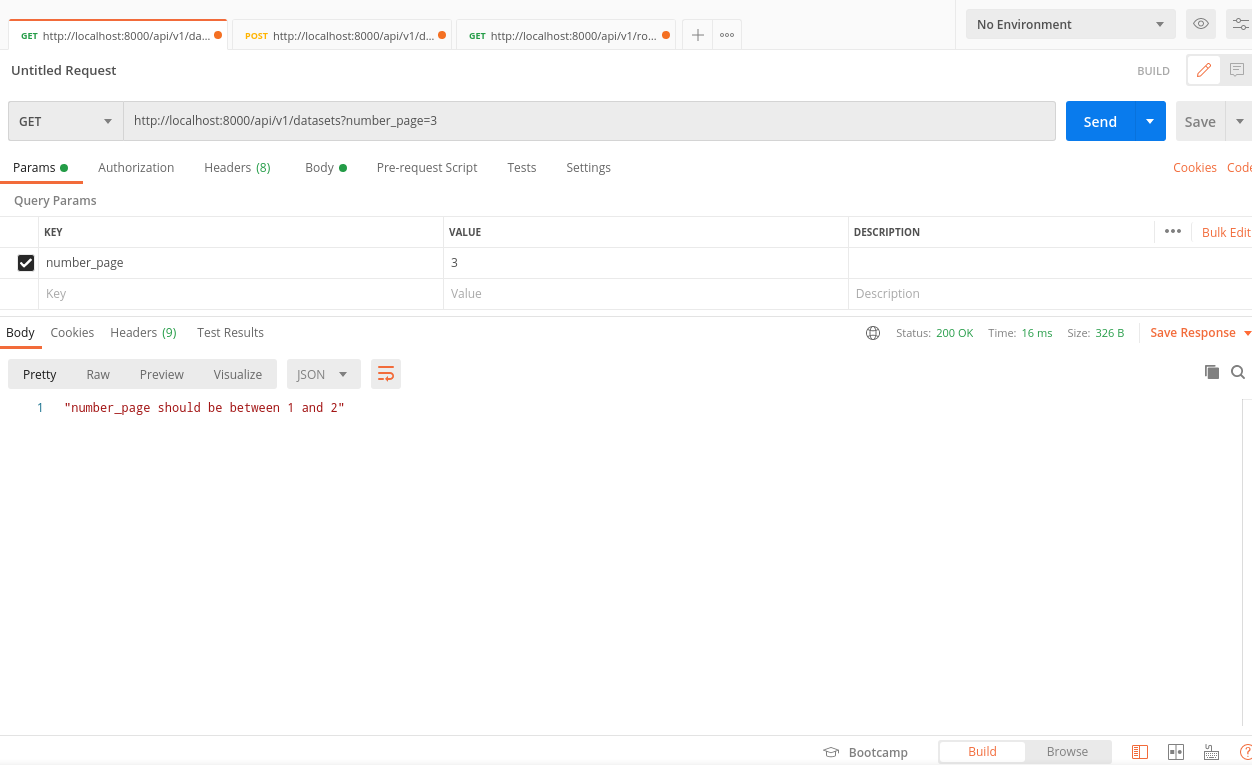 GET http://localhost:8000/api/v1/da...
POST http://localhost:8000/api/v1/d...
GET http://localhost:8000/api/v1/ro...
No Environment
Untitled Request
BUILD
GET
http://localhost:8000/api/v1/datasets?number_page=3
Send
Save
Params Authorization Headers (8) Body Pre-request Script Tests Settings
Cookies Code
Query Params
KEY VALUE DESCRIPTION
Bulk Edit
number_page 3
Key Value Description
Body Cookies Headers (9) Test Results
Status: 200 OK Time: 16 ms Size: 326 B
Save Response
Pretty Raw Preview Visualize JSON
1 "number_page should be between 1 and 2"
Bootcamp Build Browse